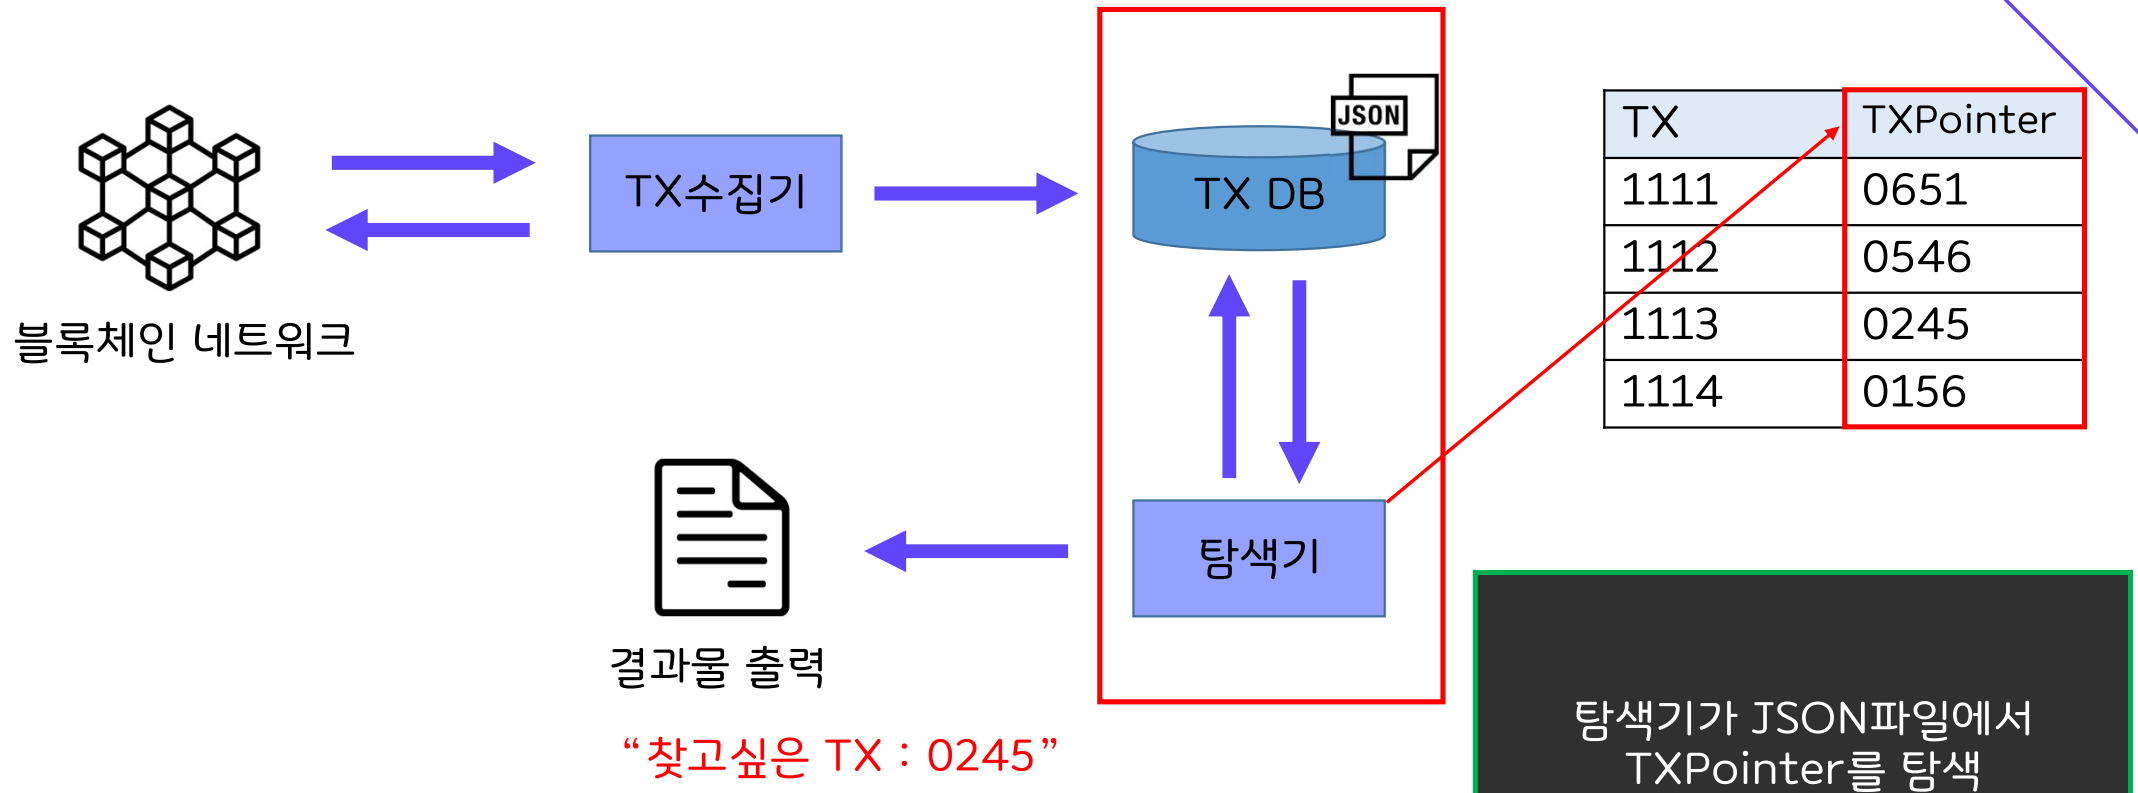 블록체인 네트워크
TX수집기
JSON
TX DB
탐색기
결과물 출력
“찾고싶은 TX : 0245”
TX TXPointer
1111 0651
1112 0546
1113 0245
1114 0156
탐색기가 JSON파일에서
TXPointer를 탐색